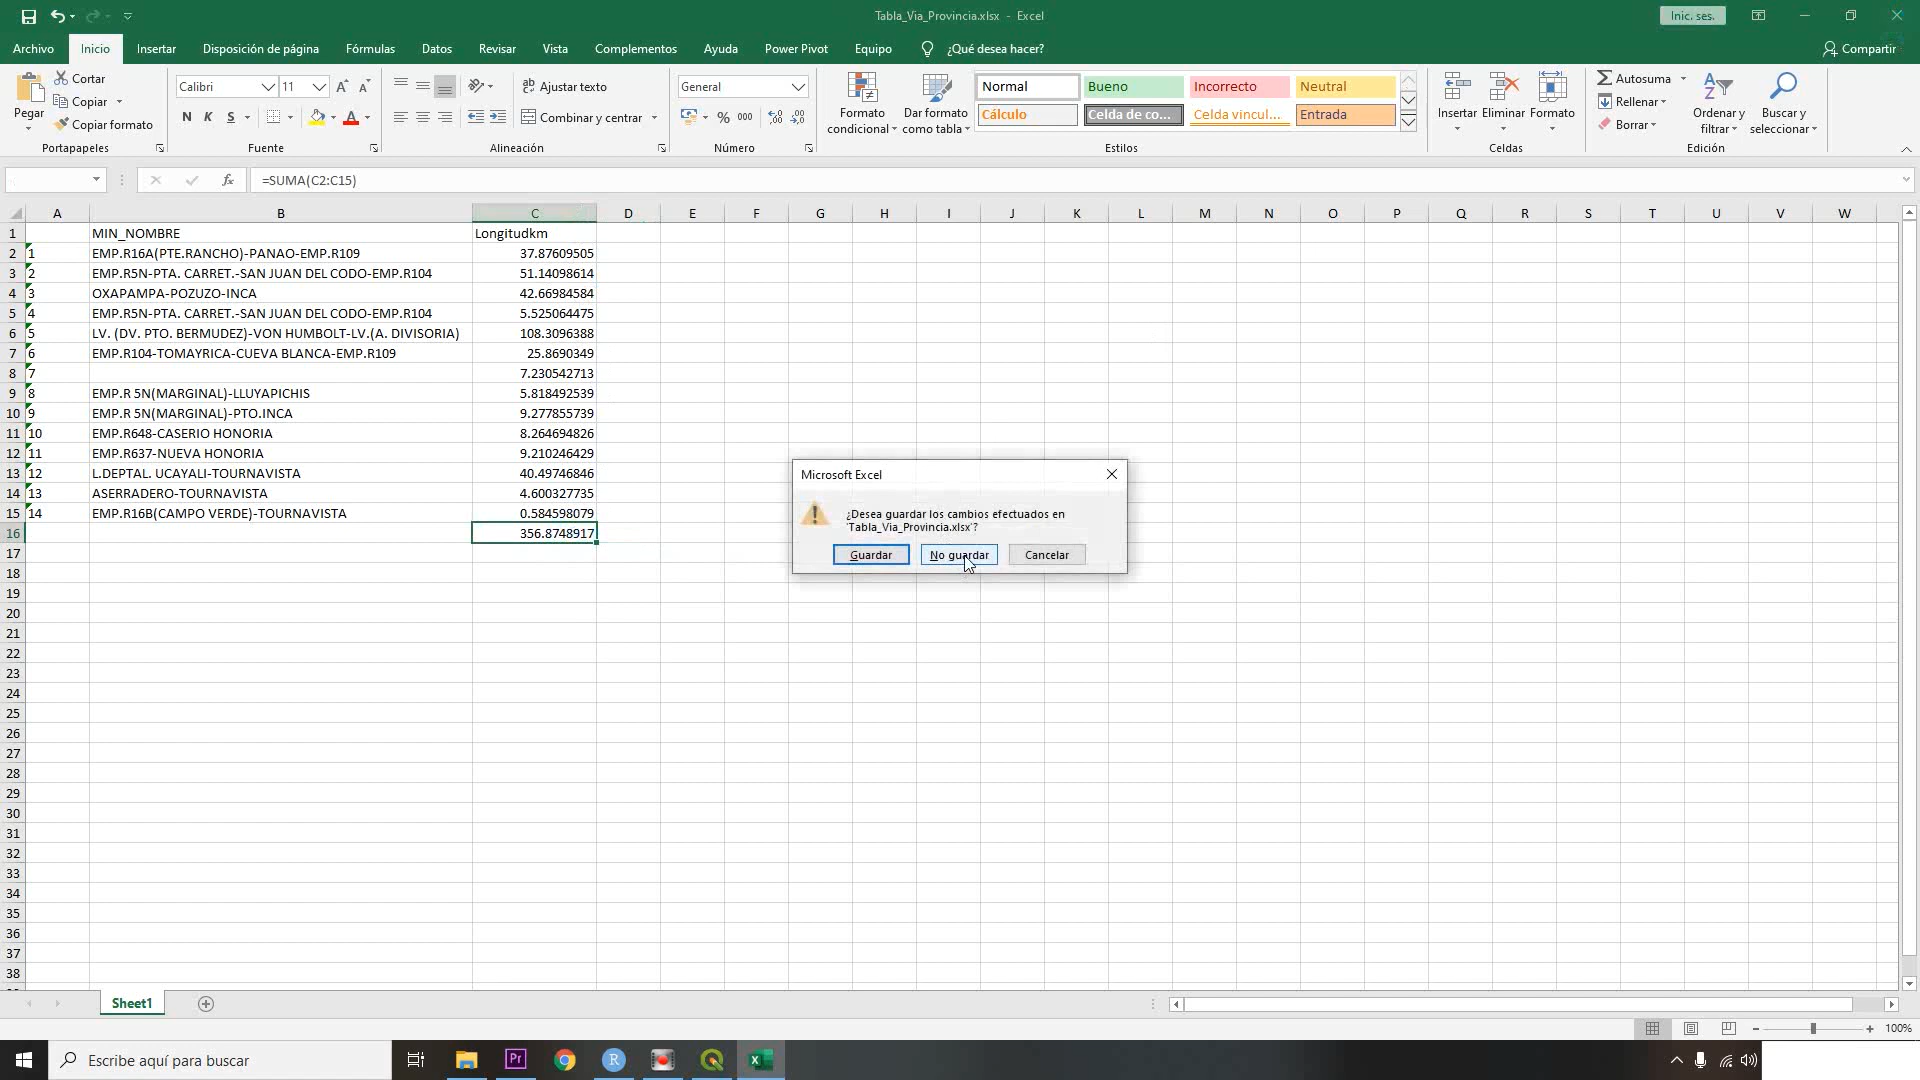 Tabla_Via_Provincia.xlsx - Excel
Inic. ses.
Archivo Inicio Insertar Disposición de página Fórmulas Datos Revisar Vista Complementos Ayuda Power Pivot Equipo ¿Qué desea hacer? Compartir
Pegar
Cortar
Copiar
Copiar formato
Portapapeles
Calibri 11
N K S
Fuente
Ajustar texto
Combinar y centrar
Alineación
General
% 000
Número
Formato condicional
Dar formato como tabla
Normal Bueno Incorrecto Neutral
Cálculo Celda de co... Celda vincul... Entrada
Estilos
Insertar Eliminar Formato
Celdas
Autosuma
Rellenar
Borrar
Ordenar y filtrar
Buscar y seleccionar
Edición
=SUMA(C2:C15)
A B C D E F G H I J K L M N O P Q R S T U V W
1 MIN_NOMBRE Longitudkm
2 1 EMP.R16A(PTE.RANCHO)-PANAO-EMP.R109 37.87609505
3 2 EMP.R5N-PTA. CARRET.-SAN JUAN DEL CODO-EMP.R104 51.14098614
4 3 OXAPAMPA-POZUZO-INCA 42.66984584
5 4 EMP.R5N-PTA. CARRET.-SAN JUAN DEL CODO-EMP.R104 5.525064475
6 5 LV. (DV. PTO. BERMUDEZ)-VON HUMBOLT-LV.(A. DIVISORIA) 108.3096388
7 6 EMP.R104-TOMAYRICA-CUEVA BLANCA-EMP.R109 25.8690349
8 7 7.230542713
9 8 EMP.R 5N(MARGINAL)-LLUYAPICHIS 5.818492539
10 9 EMP.R 5N(MARGINAL)-PTO.INCA 9.277855739
11 10 EMP.R648-CASERIO HONORIA 8.264694826
12 11 EMP.R637-NUEVA HONORIA 9.210246429
13 12 L.DEPTAL. UCAYALI-TOURNAVISTA 40.49746846
14 13 ASERRADERO-TOURNAVISTA 4.600327735
15 14 EMP.R16B(CAMPO VERDE)-TOURNAVISTA 0.584598079
16 356.8748917
17
18
19
20
21
22
23
24
25
26
27
28
29
30
31
32
33
34
35
36
37
38
Microsoft Excel
¿Desea guardar los cambios efectuados en
'Tabla_Via_Provincia.xlsx'?
Guardar No guardar Cancelar
Sheet1
100%
Escribe aquí para buscar
Pr
R